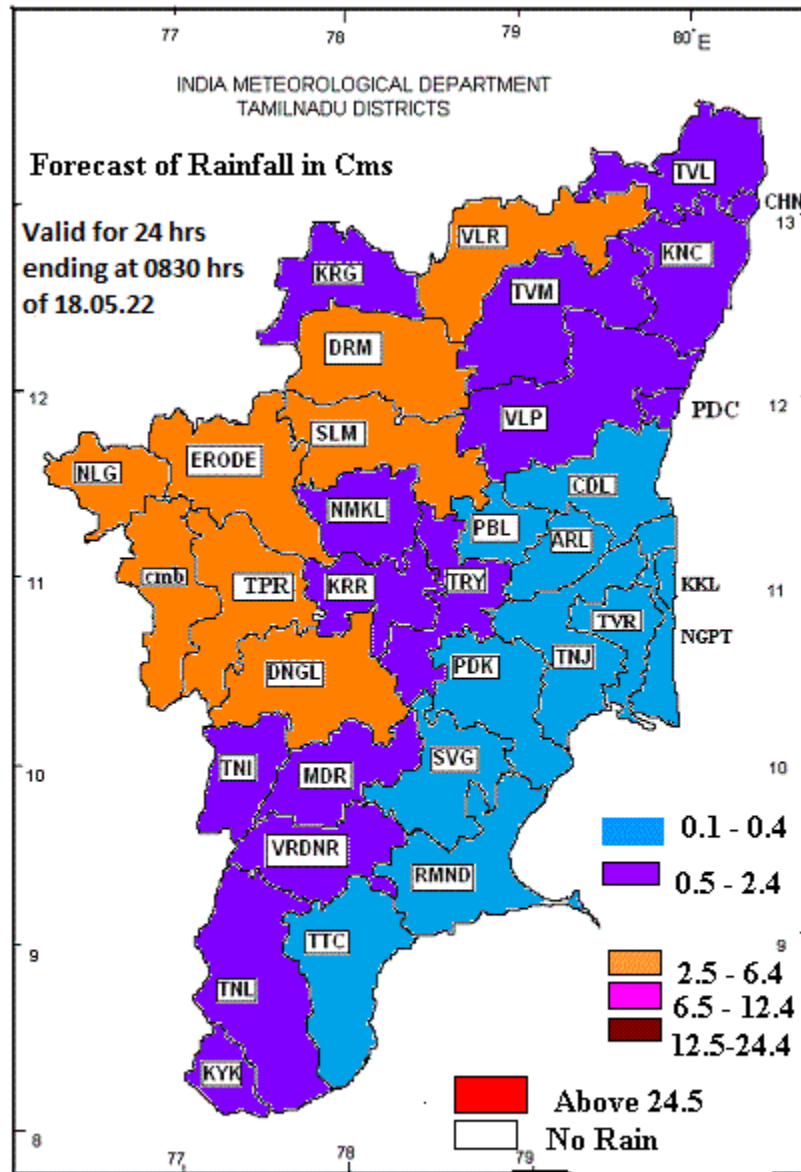 77 78 79 80°E
INDIA METEOROLOGICAL DEPARTMENT
TAMILNADU DISTRICTS
Forecast of Rainfall in Cms
Valid for 24 hrs
ending at 0830 hrs
of 18.05.22
TVL
CHN
13
VLR
KNC
KRG
TVM
DRM
12
12
PDC
VLP
SLM
ERODE
NLG
CDL
NMKL
PBL
ARL
11
cmb
TPR
KRR
TRY
KKL
11
TVR
NGPT
DNGL
PDK
TNJ
10
TNI
MDR
SVG
10
0.1 - 0.4
VRDNR
RMND
0.5 - 2.4
9
TTC
9
2.5 - 6.4
TNL
6.5 - 12.4
12.5-24.4
KYK
Above 24.5
8
No Rain
77 78 79